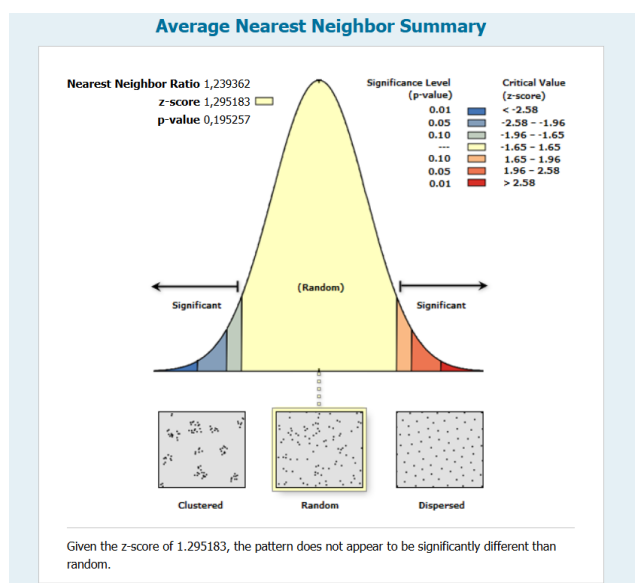 Average Nearest Neighbor Summary
Nearest Neighbor Ratio 1,239362
z-score 1,295183
p-value 0,195257
Significance Level
(p-value)
Critical Value
(z-score)
0.01 < -2.58
0.05 -2.58 – -1.96
0.10 -1.96 – -1.65
--- -1.65 – 1.65
0.10 1.65 – 1.96
0.05 1.96 – 2.58
0.01 > 2.58
(Random)
Significant
Significant
Clustered
Random
Dispersed
Given the z-score of 1.295183, the pattern does not appear to be significantly different than
random.